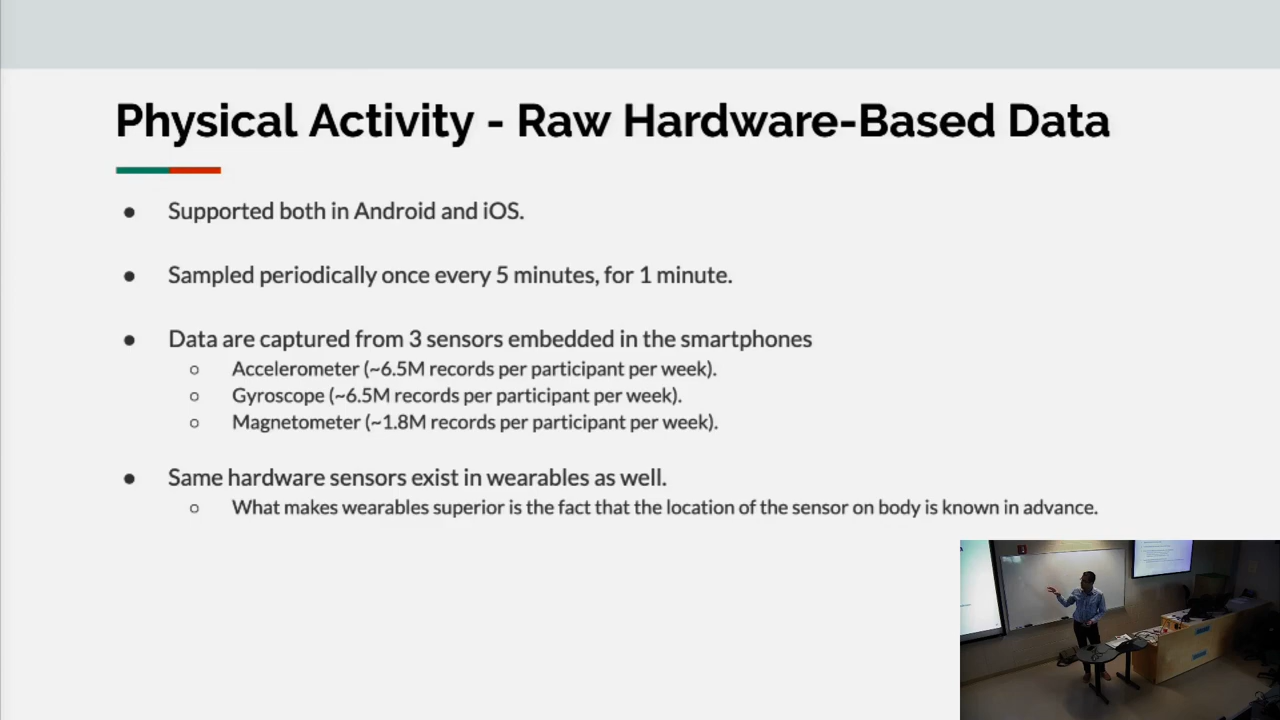 Physical Activity - Raw Hardware-Based Data
● Supported both in Android and iOS.
● Sampled periodically once every 5 minutes, for 1 minute.
● Data are captured from 3 sensors embedded in the smartphones
○ Accelerometer (~6.5M records per participant per week).
○ Gyroscope (~6.5M records per participant per week).
○ Magnetometer (~1.8M records per participant per week).
● Same hardware sensors exist in wearables as well.
○ What makes wearables superior is the fact that the location of the sensor on body is known in advance.